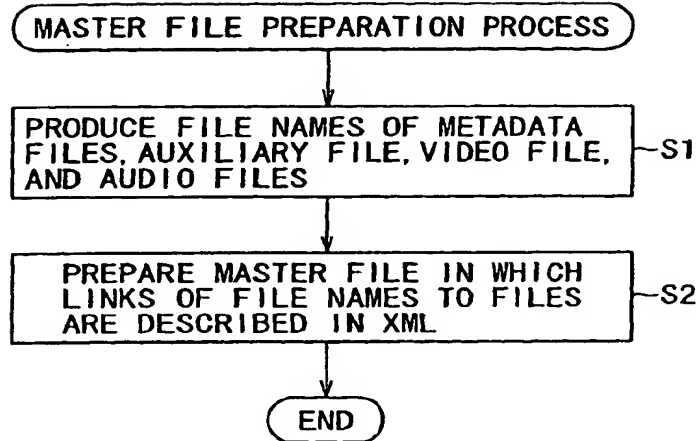 MASTER FILE PREPARATION PROCESS
PRODUCE FILE NAMES OF METADATA
FILES, AUXILIARY FILE, VIDEO FILE,
AND AUDIO FILES
S1
PREPARE MASTER FILE IN WHICH
LINKS OF FILE NAMES TO FILES
ARE DESCRIBED IN XML
S2
END